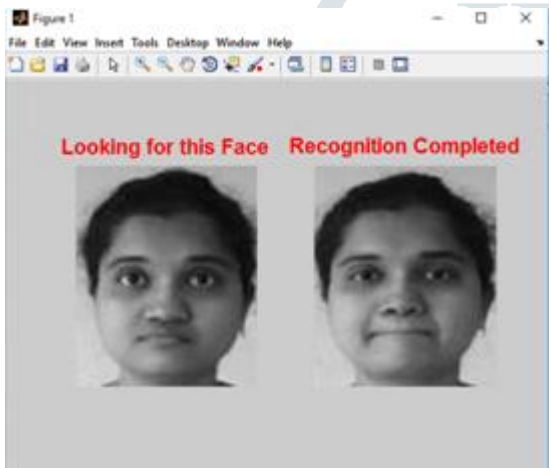 Figure 1
File Edit View Insert Tools Desktop Window Help
Looking for this Face
Recognition Completed